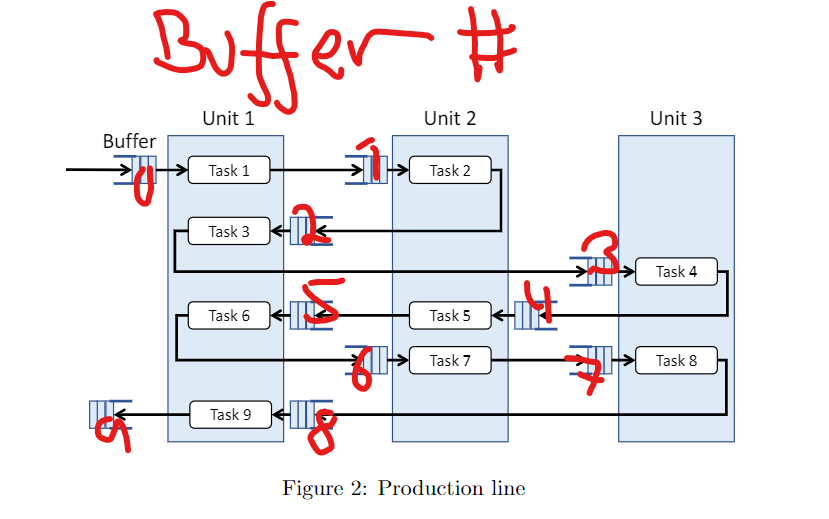 Buffer #
Unit 1 Unit 2 Unit 3
Buffer
0 Task 1 1 Task 2
Task 3 2
3 Task 4
Task 6 5 Task 5 4
6 Task 7 7 Task 8
9 Task 9 8
Figure 2: Production line